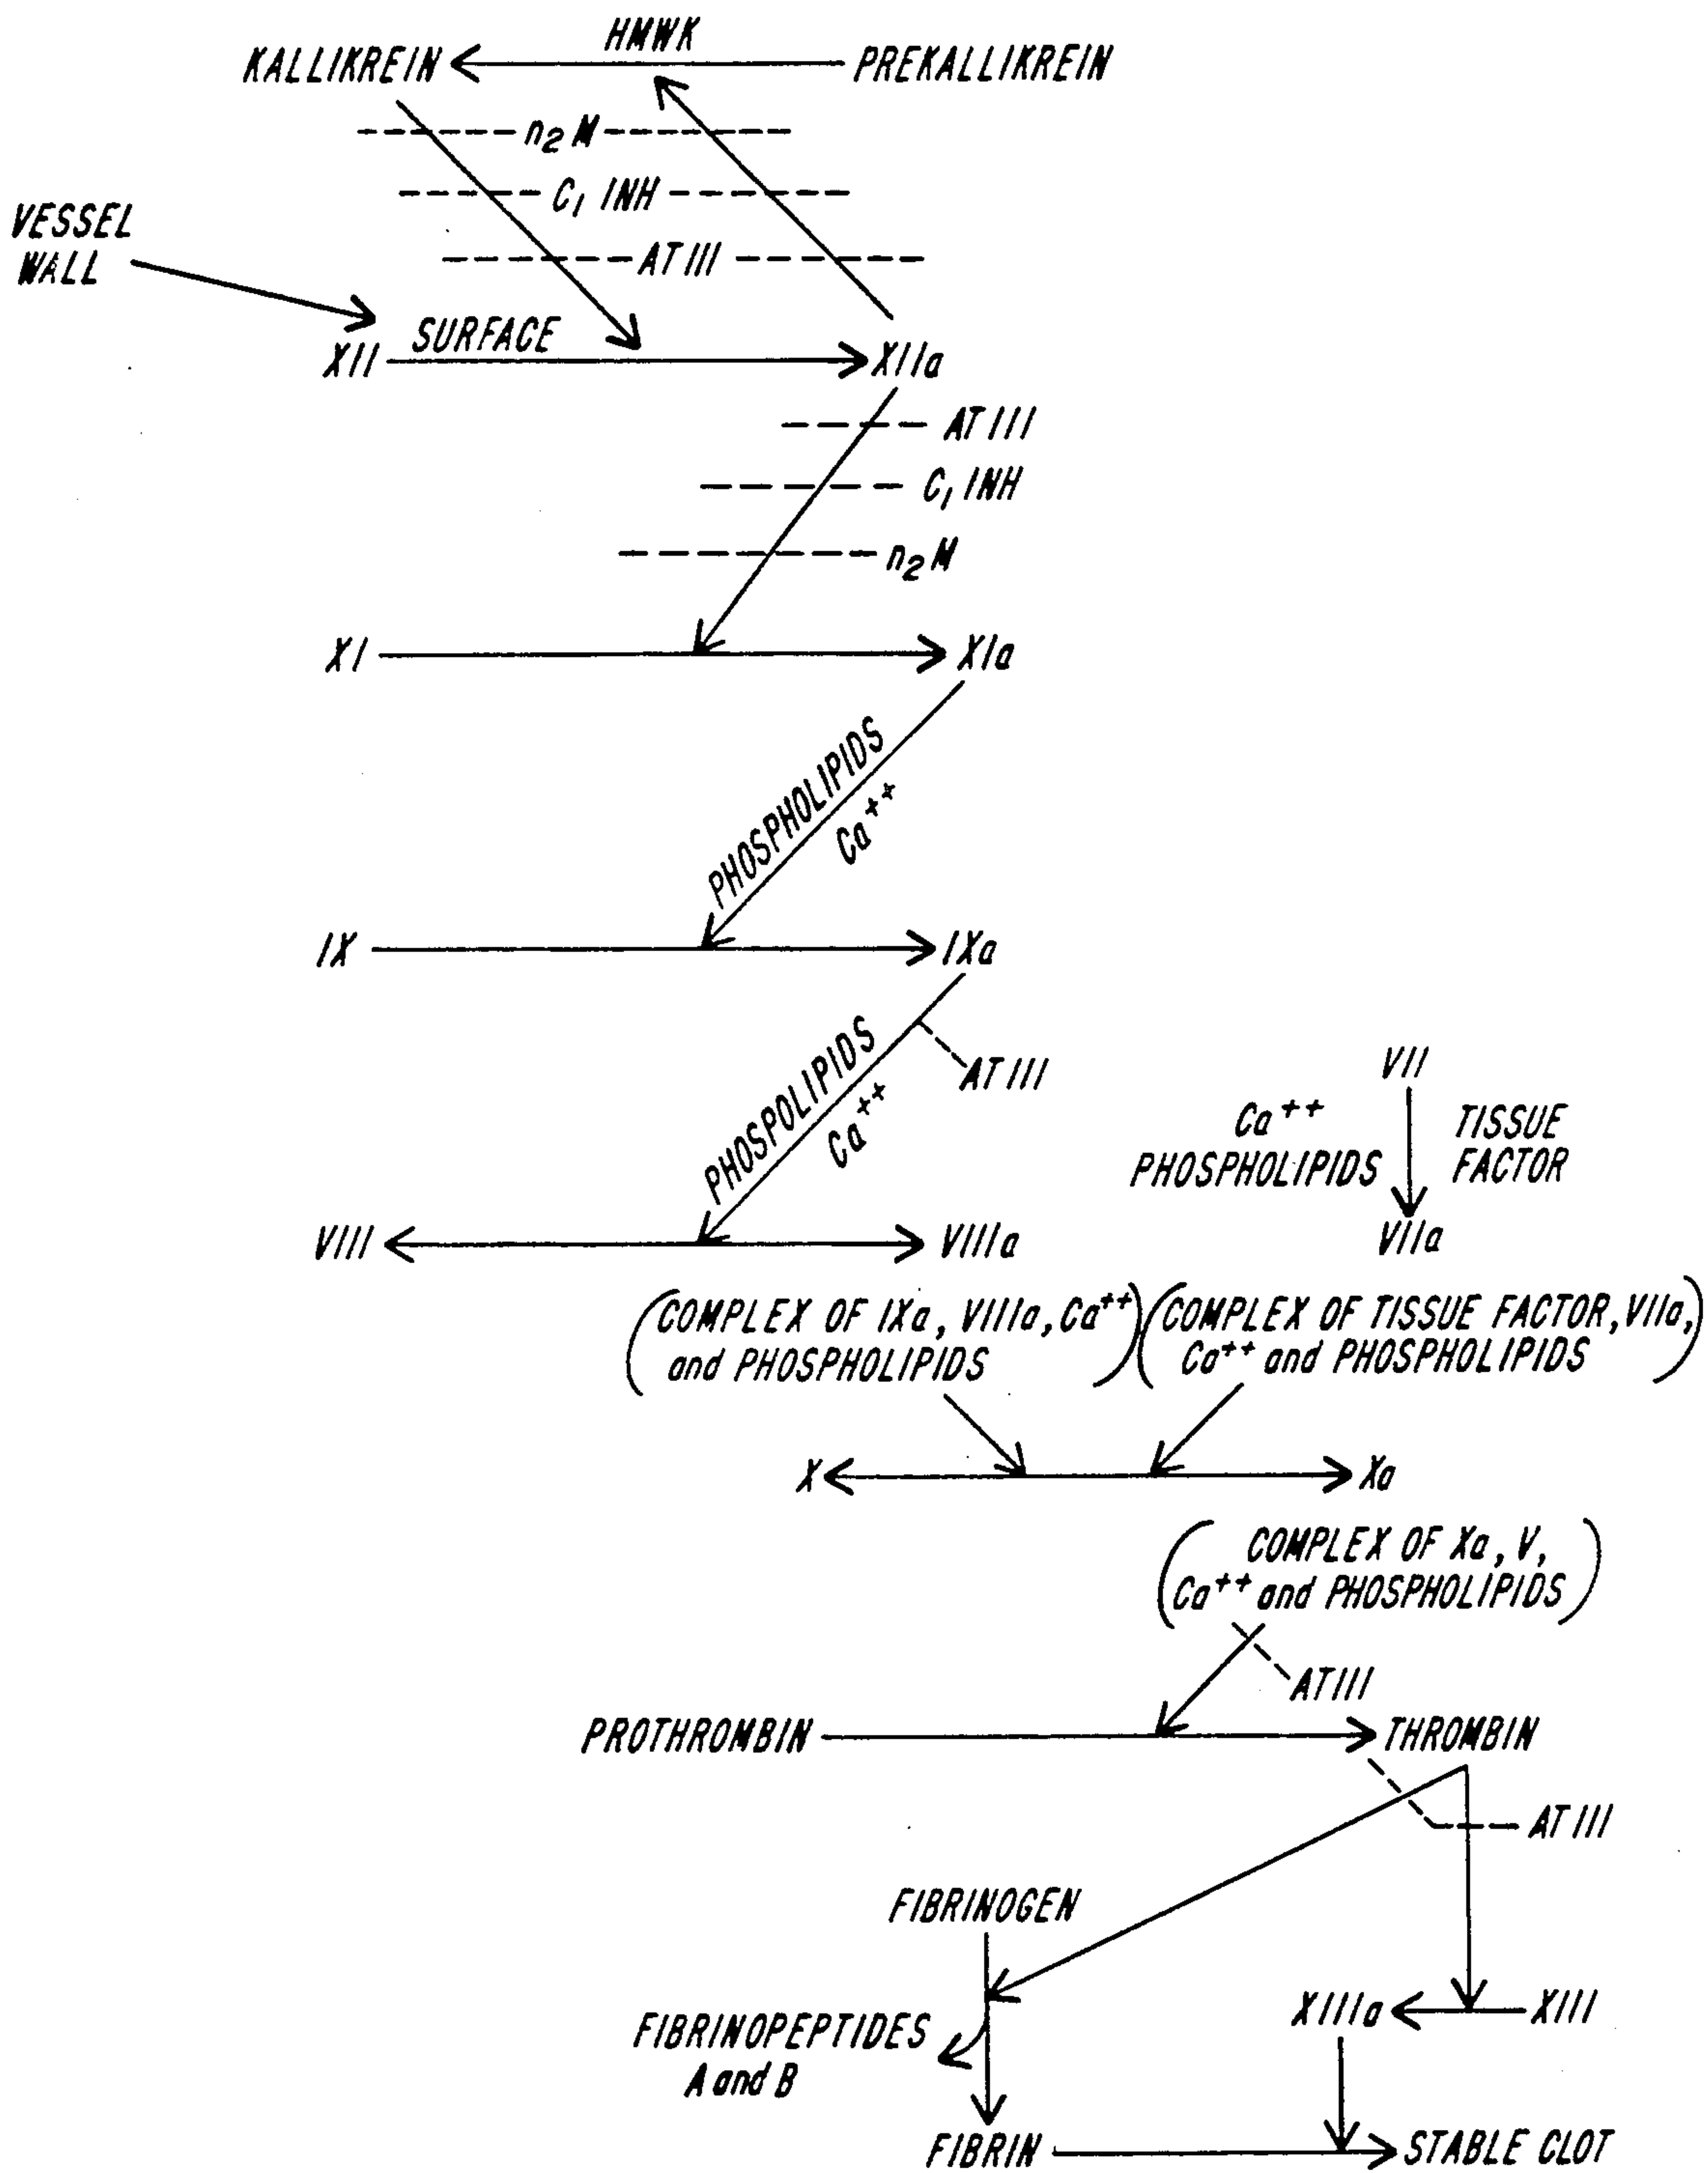 HMWK
KALLIKREIN
PREKALLIKREIN
n2 M
C1 INH
AT III
VESSEL
WALL
SURFACE
XII
XIIa
AT III
C1 INH
n2 M
XI
XIa
PHOSPHOLIPIDS
Ca++
IX
IXa
PHOSPOLIPIDS
Ca++
AT III
VII
Ca++
PHOSPHOLIPIDS
TISSUE
FACTOR
VIII
VIIIa
VIIa
(COMPLEX OF IXa, VIIIa, Ca++
and PHOSPHOLIPIDS)
(COMPLEX OF TISSUE FACTOR, VIIa,
Ca++ and PHOSPHOLIPIDS)
X
Xa
(COMPLEX OF Xa, V,
Ca++ and PHOSPHOLIPIDS)
AT III
PROTHROMBIN
THROMBIN
AT III
FIBRINOGEN
XIIIa
XIII
FIBRINOPEPTIDES
A and B
FIBRIN
STABLE CLOT